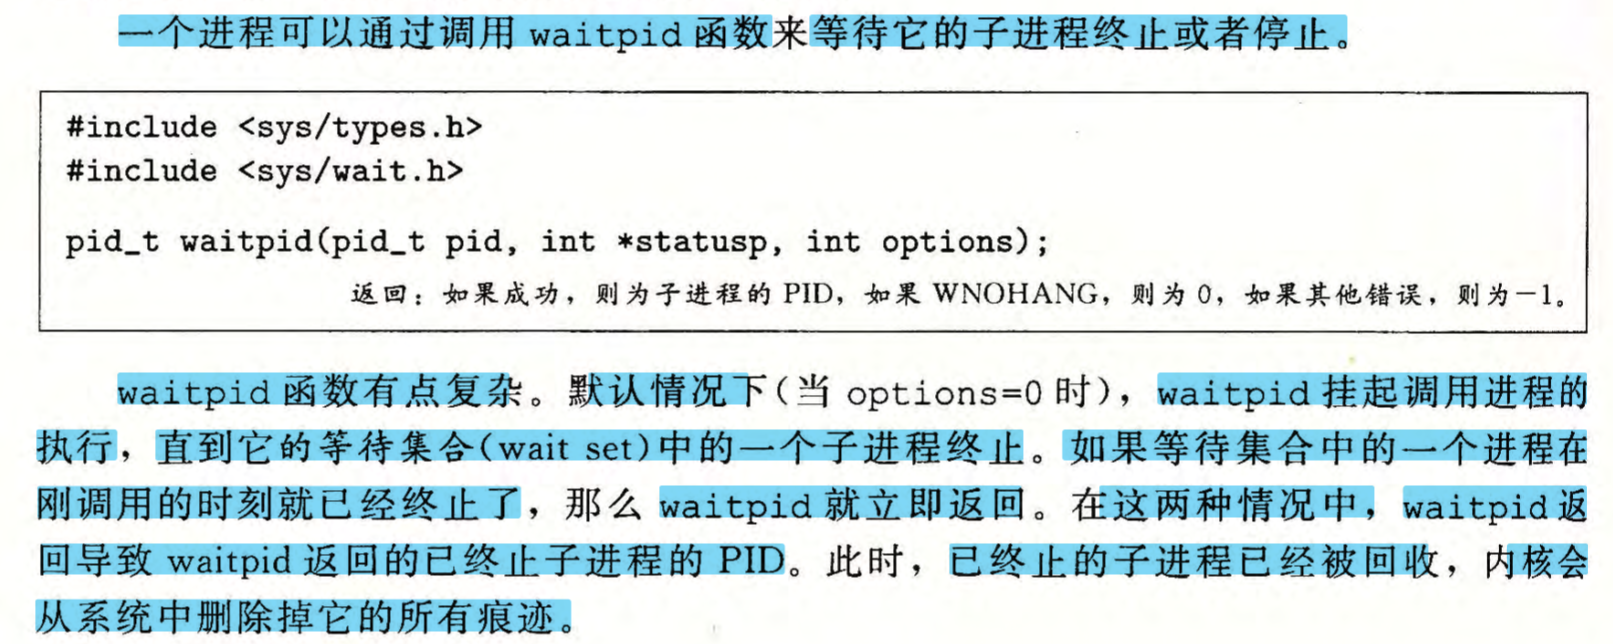 一个进程可以通过调用 waitpid 函数来等待它的子进程终止或者停止。
#include <sys/types.h>
#include <sys/wait.h>
pid_t waitpid(pid_t pid, int *statusp, int options);
返回：如果成功，则为子进程的 PID，如果 WNOHANG，则为 0，如果其他错误，则为－1。
waitpid 函数有点复杂。默认情况下(当 options=0 时)，waitpid 挂起调用进程的
执行，直到它的等待集合(wait set)中的一个子进程终止。如果等待集合中的一个进程在
刚调用的时刻就已经终止了，那么 waitpid 就立即返回。在这两种情况中，waitpid 返
回导致 waitpid 返回的已终止子进程的 PID。此时，已终止的子进程已经被回收，内核会
从系统中删除掉它的所有痕迹。